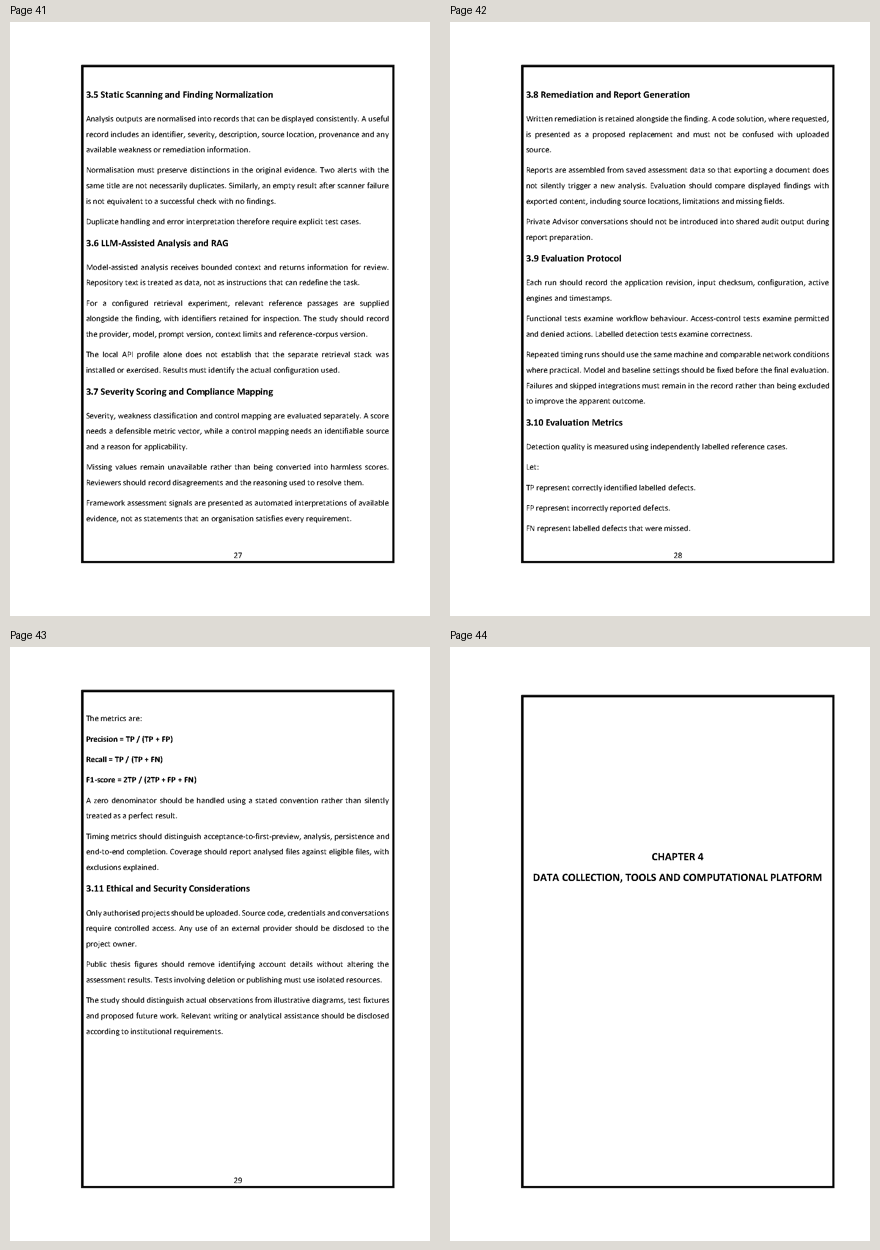 Page 41
3.5 Static Scanning and Finding Normalization
Analysis outputs are normalised into records that can be displayed consistently. A useful
record includes an identifier, severity, description, source location, provenance and any
available weakness or remediation information.
Normalisation must preserve distinctions in the original evidence. Two alerts with the
same title are not necessarily duplicates. Similarly, an empty result after scanner failure
is not equivalent to a successful check with no findings.
Duplicate handling and error interpretation therefore require explicit test cases.
3.6 LLM-Assisted Analysis and RAG
Model-assisted analysis receives bounded context and returns information for review.
Repository text is treated as data, not as instructions that can redefine the task.
For a configured retrieval experiment, relevant reference passages are supplied
alongside the finding, with identifiers retained for inspection. The study should record
the provider, model, prompt version, context limits and reference-corpus version.
The local API profile alone does not establish that the separate retrieval stack was
installed or exercised. Results must identify the actual configuration used.
3.7 Severity Scoring and Compliance Mapping
Severity, weakness classification and control mapping are evaluated separately. A score
needs a defensible metric vector, while a control mapping needs an identifiable source
and a reason for applicability.
Missing values remain unavailable rather than being converted into harmless scores.
Reviewers should record disagreements and the reasoning used to resolve them.
Framework assessment signals are presented as automated interpretations of available
evidence, not as statements that an organisation satisfies every requirement.
27
Page 42
3.8 Remediation and Report Generation
Written remediation is retained alongside the finding. A code solution, where requested,
is presented as a proposed replacement and must not be confused with uploaded
source.
Reports are assembled from saved assessment data so that exporting a document does
not silently trigger a new analysis. Evaluation should compare displayed findings with
exported content, including source locations, limitations and missing fields.
Private Advisor conversations should not be introduced into shared audit output during
report preparation.
3.9 Evaluation Protocol
Each run should record the application revision, input checksum, configuration, active
engines and timestamps.
Functional tests examine workflow behaviour. Access-control tests examine permitted
and denied actions. Labelled detection tests examine correctness.
Repeated timing runs should use the same machine and comparable network conditions
where practical. Model and baseline settings should be fixed before the final evaluation.
Failures and skipped integrations must remain in the record rather than being excluded
to improve the apparent outcome.
3.10 Evaluation Metrics
Detection quality is measured using independently labelled reference cases.
Let:
TP represent correctly identified labelled defects.
FP represent incorrectly reported defects.
FN represent labelled defects that were missed.
28
Page 43
The metrics are:
Precision = TP / (TP + FP)
Recall = TP / (TP + FN)
F1-score = 2TP / (2TP + FP + FN)
A zero denominator should be handled using a stated convention rather than silently
treated as a perfect result.
Timing metrics should distinguish acceptance-to-first-preview, analysis, persistence and
end-to-end completion. Coverage should report analysed files against eligible files, with
exclusions explained.
3.11 Ethical and Security Considerations
Only authorised projects should be uploaded. Source code, credentials and conversations
require controlled access. Any use of an external provider should be disclosed to the
project owner.
Public thesis figures should remove identifying account details without altering the
assessment results. Tests involving deletion or publishing must use isolated resources.
The study should distinguish actual observations from illustrative diagrams, test fixtures
and proposed future work. Relevant writing or analytical assistance should be disclosed
according to institutional requirements.
29
Page 44
CHAPTER 4
DATA COLLECTION, TOOLS AND COMPUTATIONAL PLATFORM